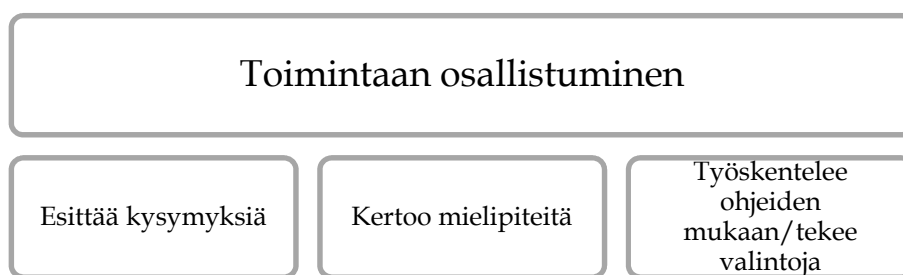 Toimintaan osallistuminen
Esittää kysymyksiä
Kertoo mielipiteitä
Työskentelee
ohjeiden
mukaan/tekee
valintoja